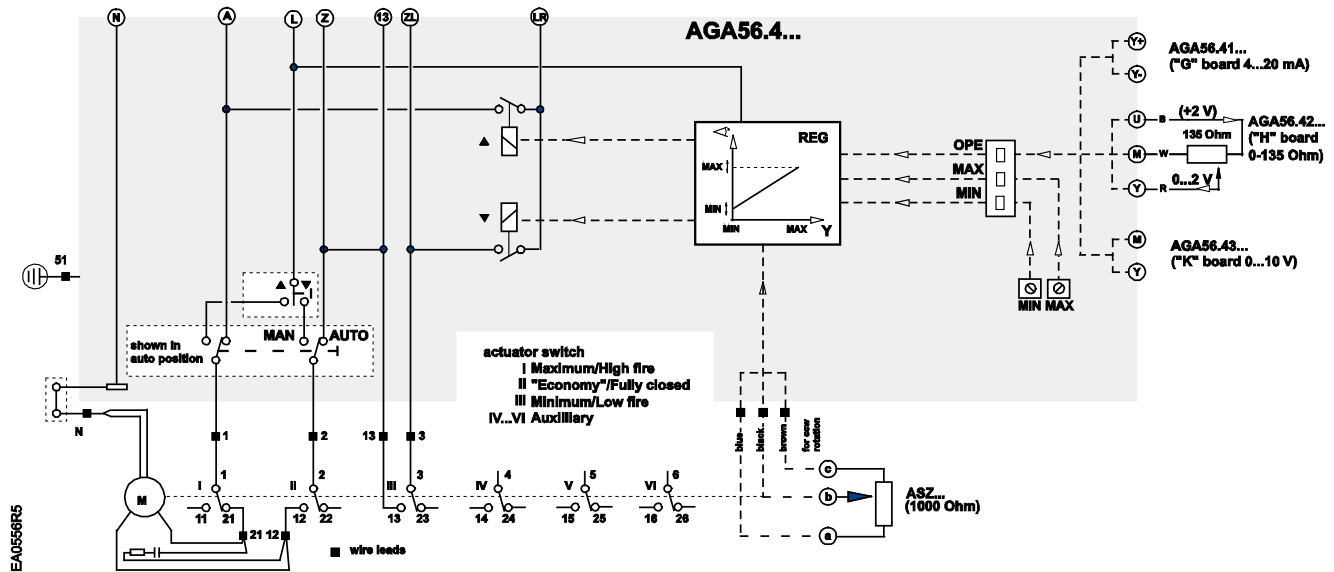 N A L Z 13 ZL LR
AGA56.4...
Y+
Y-
AGA56.41...
("G" board 4...20 mA)
U B (+2 V)
135 Ohm
M W
0...2 V
Y R
AGA56.42...
("H" board
0-135 Ohm)
M
Y
AGA56.43...
("K" board 0...10 V)
REG
MAX
MIN
MIN MAX Y
OPE
MAX
MIN
MIN MAX
51
MAN AUTO
shown in
auto position
actuator switch
I Maximum/High fire
II "Economy"/Fully closed
III Minimum/Low fire
IV...VI Auxilliary
N
1 2 13 3
blue
black
brown
for ccw
rotation
1 2 3 4 5 6
I II III IV V VI
11 21 12 22 13 23 14 24 15 25 16 26
M
c
b
a
ASZ...
(1000 Ohm)
21 12
wire leads
EA0556R5